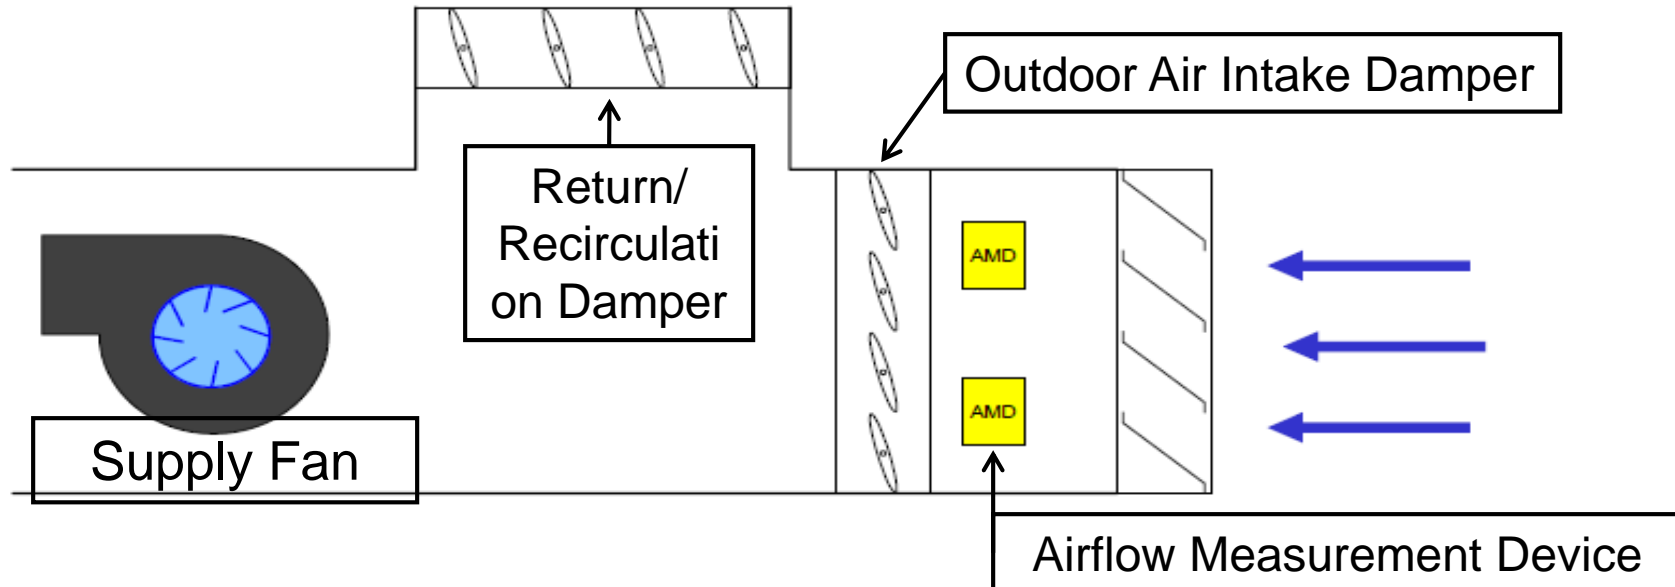 Outdoor Air Intake Damper
Return/
Recirculati
on Damper
AMD
AMD
Supply Fan
Airflow Measurement Device